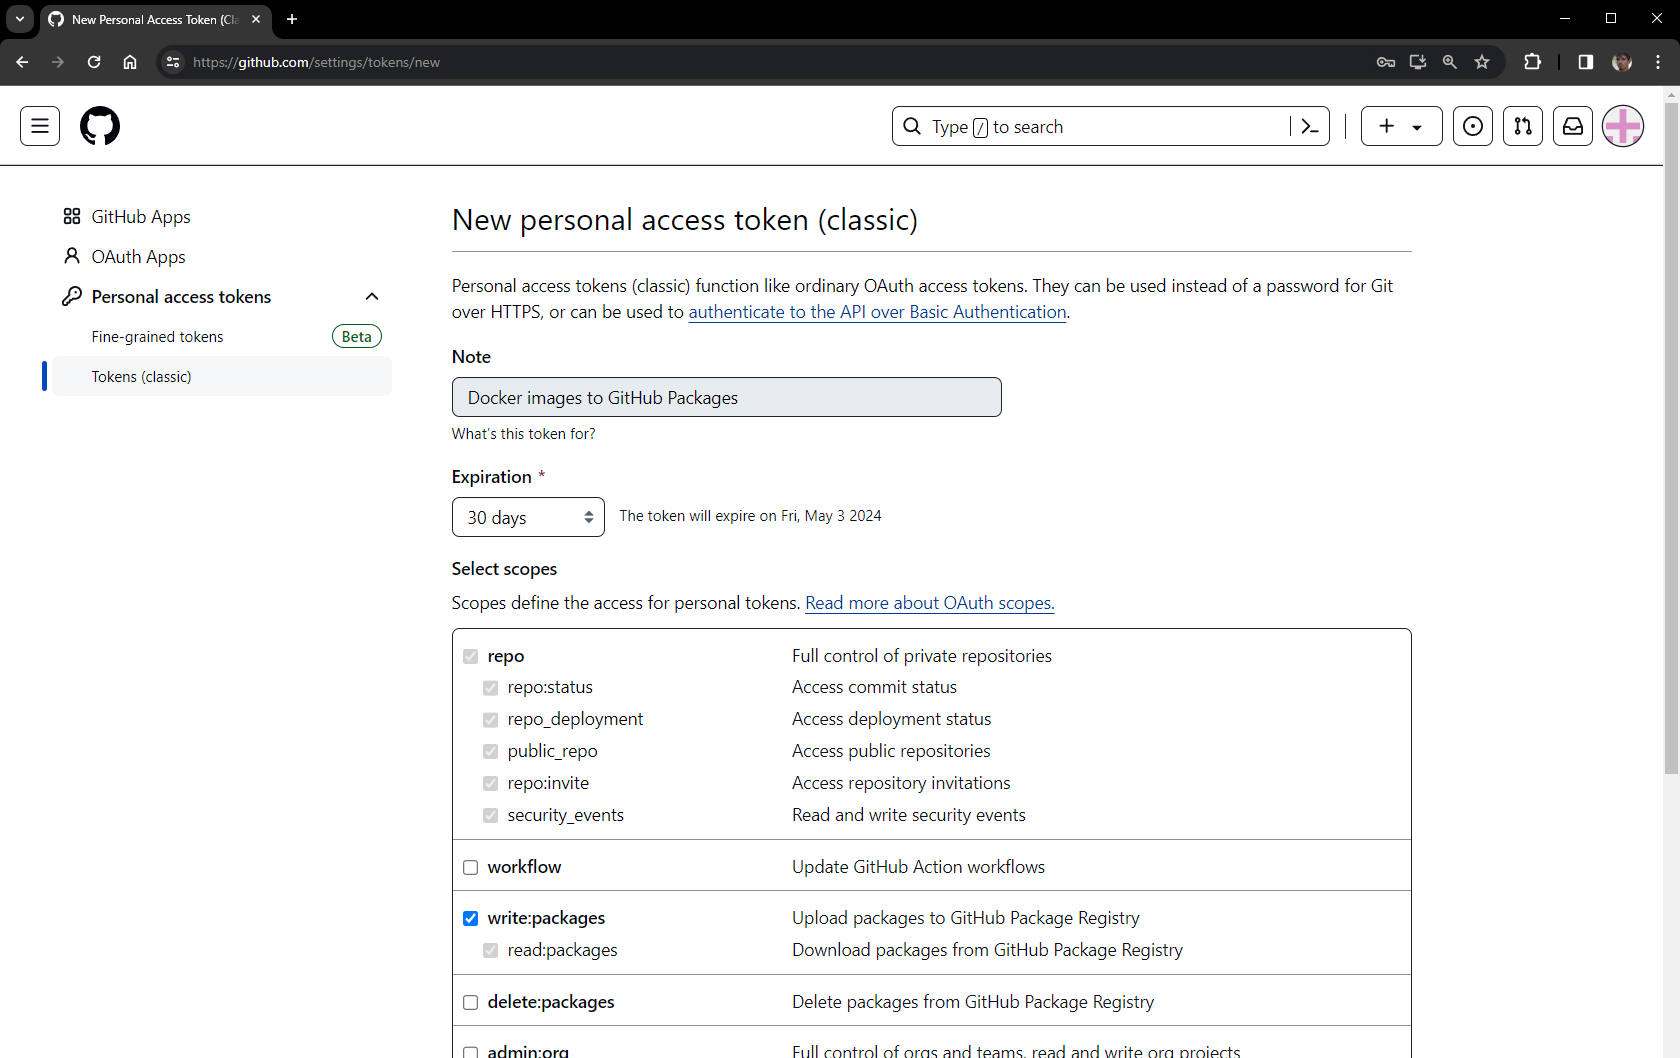 New Personal Access Token (Cla
https://github.com/settings/tokens/new
Type / to search
GitHub Apps
OAuth Apps
Personal access tokens
Fine-grained tokens
Beta
Tokens (classic)
New personal access token (classic)
Personal access tokens (classic) function like ordinary OAuth access tokens. They can be used instead of a password for Git
over HTTPS, or can be used to authenticate to the API over Basic Authentication.
Note
Docker images to GitHub Packages
What's this token for?
Expiration *
30 days
The token will expire on Fri, May 3 2024
Select scopes
Scopes define the access for personal tokens. Read more about OAuth scopes.
repo
Full control of private repositories
repo:status
Access commit status
repo_deployment
Access deployment status
public_repo
Access public repositories
repo:invite
Access repository invitations
security_events
Read and write security events
workflow
Update GitHub Action workflows
write:packages
Upload packages to GitHub Package Registry
read:packages
Download packages from GitHub Package Registry
delete:packages
Delete packages from GitHub Package Registry
admin:org
Full control of orgs and teams, read and write org projects